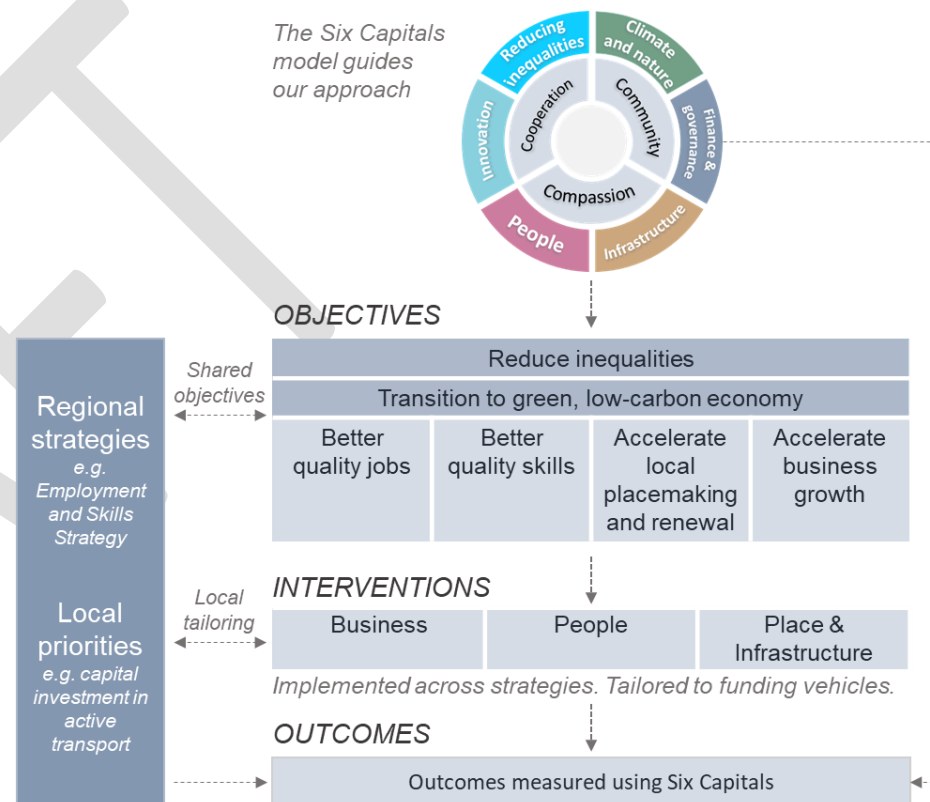 The Six Capitals
model guides
our approach
Reducing
inequalities
Climate
and nature
Finance &
governance
Infrastructure
People
Innovation
Cooperation
Community
Compassion
OBJECTIVES
Reduce inequalities
Transition to green, low-carbon economy
Better
quality jobs
Better
quality skills
Accelerate
local
placemaking
and renewal
Accelerate
business
growth
Shared
objectives
Regional
strategies
e.g.
Employment
and Skills
Strategy
Local
priorities
e.g. capital
investment in
active
transport
Local
tailoring
INTERVENTIONS
Business
People
Place &
Infrastructure
Implemented across strategies. Tailored to funding vehicles.
OUTCOMES
Outcomes measured using Six Capitals